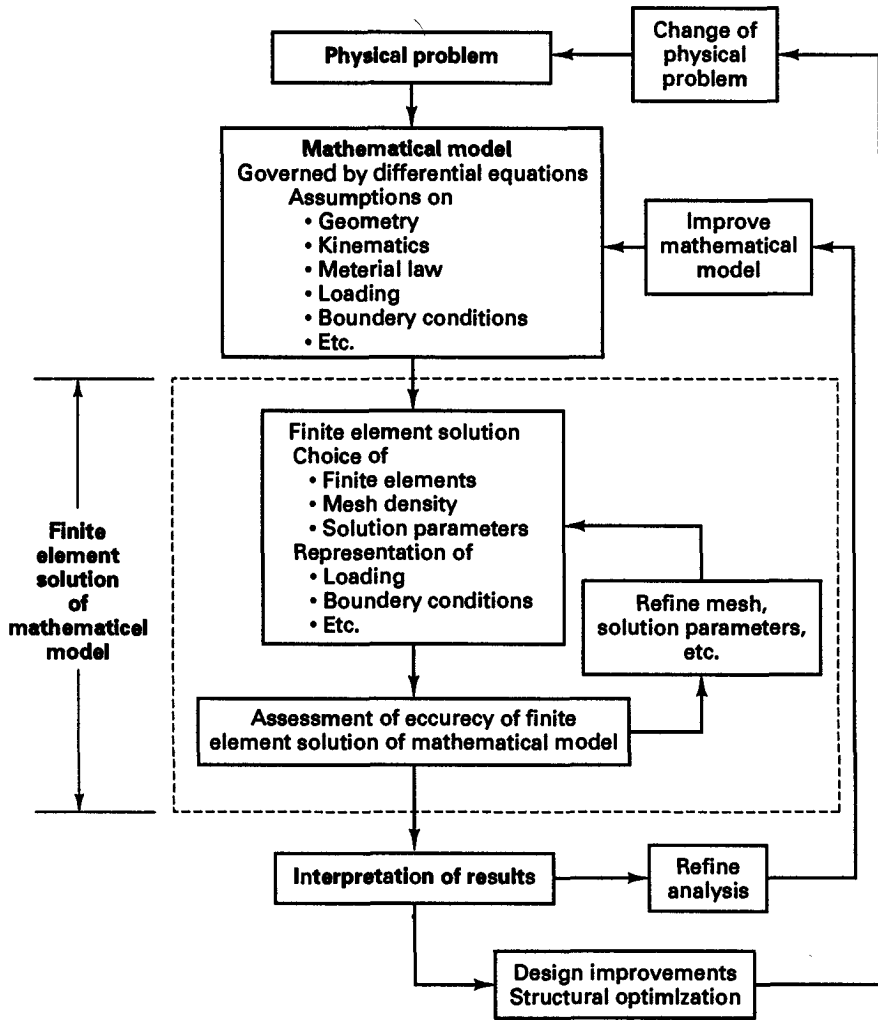 Physical problem
Change of
physical
problem
Mathematical model
Governed by differential equations
Assumptions on
• Geometry
• Kinematics
• Meterial law
• Loading
• Boundery conditions
• Etc.
Improve
mathematical
model
Finite element solution
Choice of
• Finite elements
• Mesh density
• Solution parameters
Representation of
• Loading
• Boundery conditions
• Etc.
Finite
element
solution
of
mathematicel
model
Refine mesh,
solution parameters,
etc.
Assessment of eccurecy of finite
element solution of mathematical model
Interpretation of results
Refine
analysis
Design improvements
Structural optimization